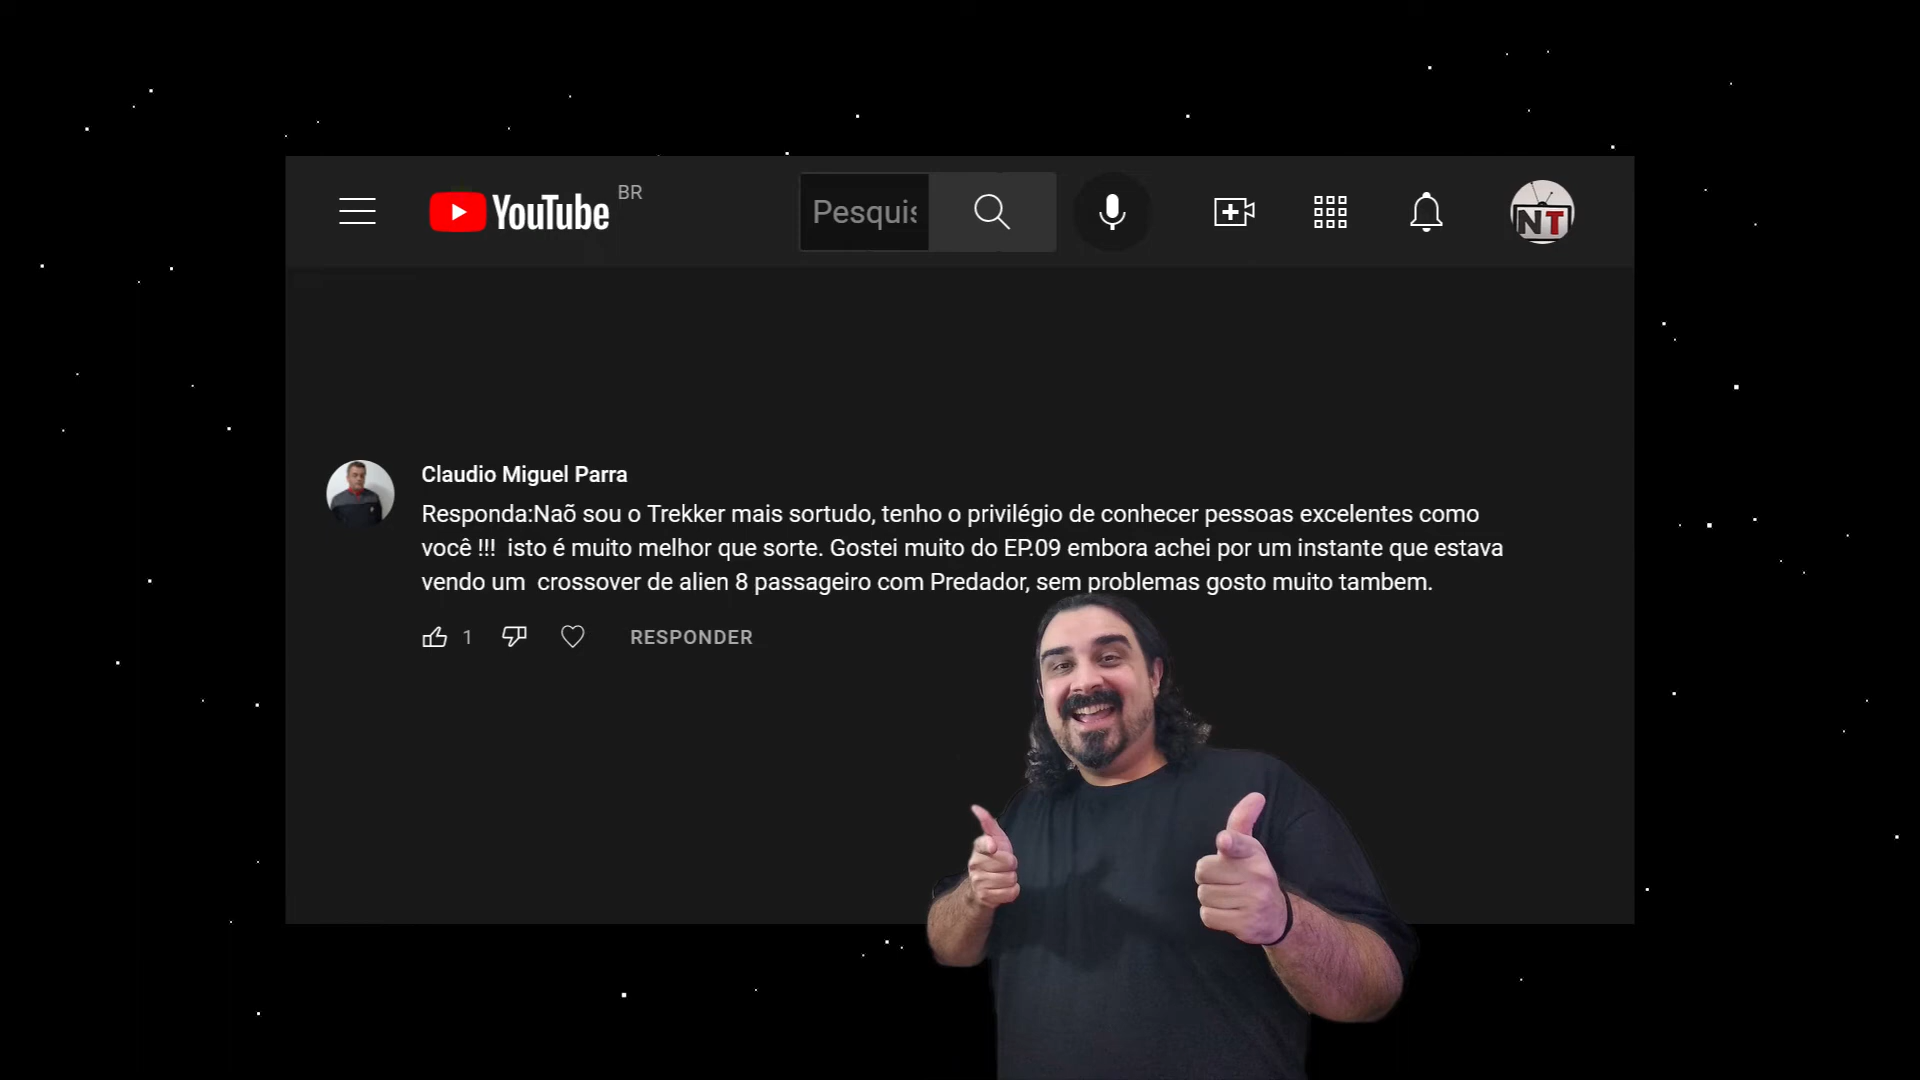 YouTube BR
Pesquis
NT
Claudio Miguel Parra
Responda:Naõ sou o Trekker mais sortudo, tenho o privilégio de conhecer pessoas excelentes como
você !!!  isto é muito melhor que sorte. Gostei muito do EP.09 embora achei por um instante que estava
vendo um  crossover de alien 8 passageiro com Predador, sem problemas gosto muito tambem.
1 RESPONDER